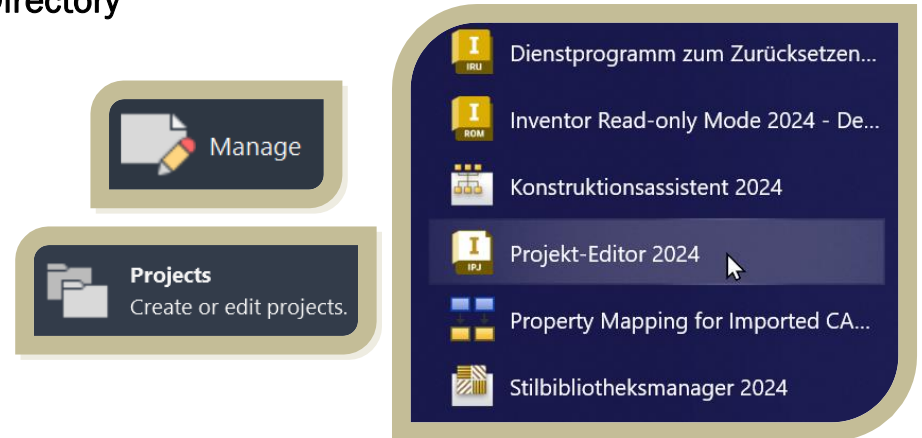 Directory
Manage
Projects
Create or edit projects.
I
IRU
Dienstprogramm zum Zurücksetzen...
I
ROM
Inventor Read-only Mode 2024 - De...
Konstruktionsassistent 2024
I
IPJ
Projekt-Editor 2024
Property Mapping for Imported CA...
Stilbibliotheksmanager 2024